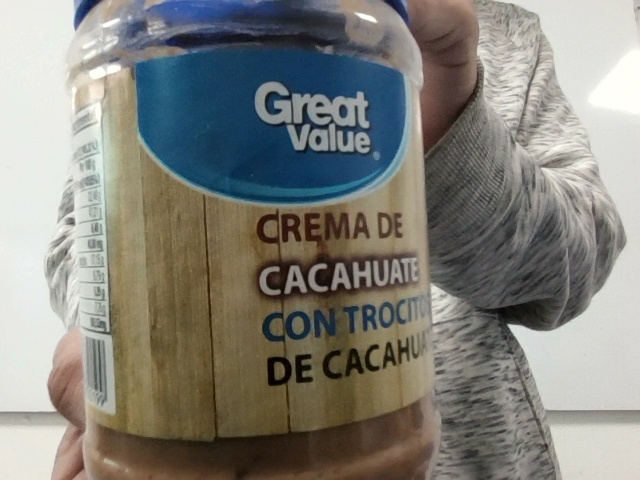 Great
Value
CREMA DE
CACAHUATE
CON TROCITO
DE CACAHUA